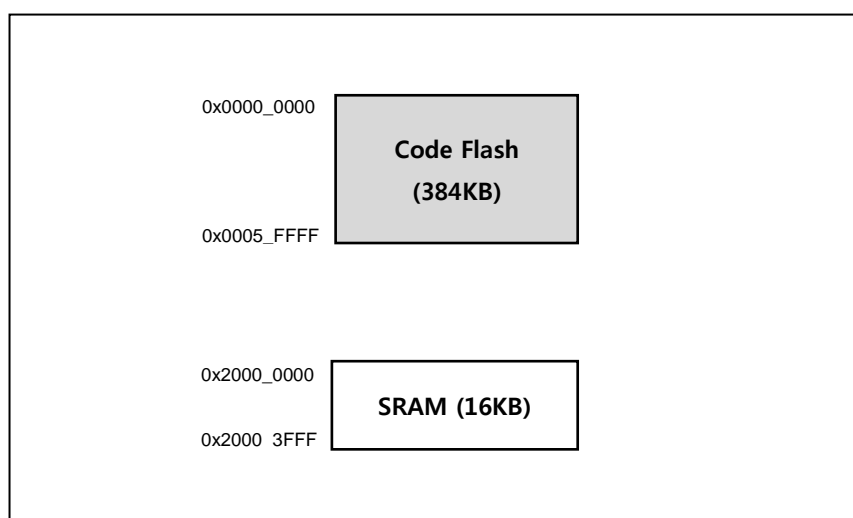 0x0000_0000
Code Flash
(384KB)
0x0005_FFFF
0x2000_0000
SRAM (16KB)
0x2000 3FFF